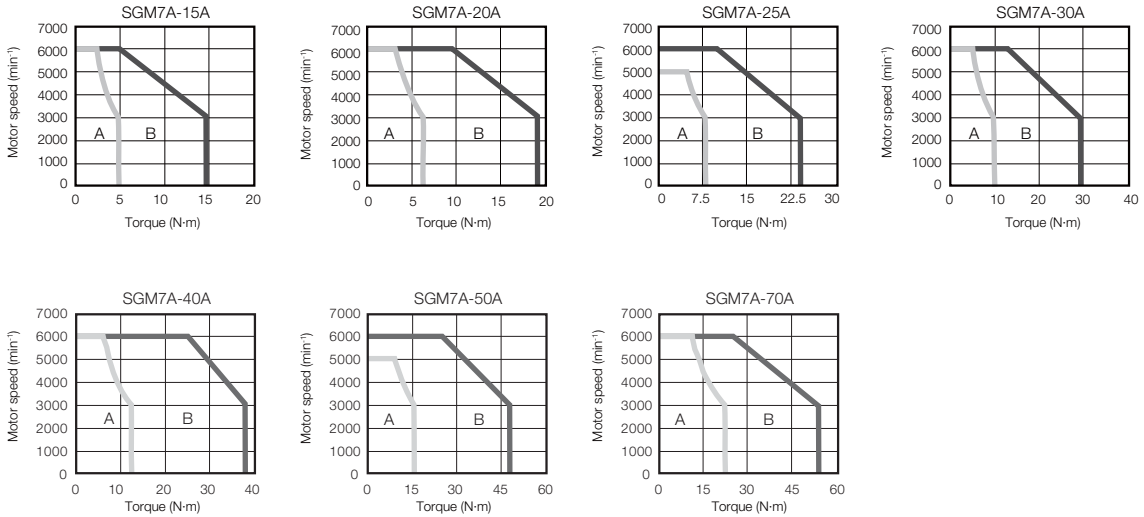 SGM7A-15A
Motor speed (min⁻¹)
7000
6000
5000
4000
3000
2000
1000
0
A
B
0 5 10 15 20
Torque (N·m)
SGM7A-20A
Motor speed (min⁻¹)
7000
6000
5000
4000
3000
2000
1000
0
A
B
0 5 10 15 20
Torque (N·m)
SGM7A-25A
Motor speed (min⁻¹)
7000
6000
5000
4000
3000
2000
1000
0
A
B
0 7.5 15 22.5 30
Torque (N·m)
SGM7A-30A
Motor speed (min⁻¹)
7000
6000
5000
4000
3000
2000
1000
0
A
B
0 10 20 30 40
Torque (N·m)
SGM7A-40A
Motor speed (min⁻¹)
7000
6000
5000
4000
3000
2000
1000
0
A
B
0 10 20 30 40
Torque (N·m)
SGM7A-50A
Motor speed (min⁻¹)
7000
6000
5000
4000
3000
2000
1000
0
A
B
0 15 30 45 60
Torque (N·m)
SGM7A-70A
Motor speed (min⁻¹)
7000
6000
5000
4000
3000
2000
1000
0
A
B
0 15 30 45 60
Torque (N·m)